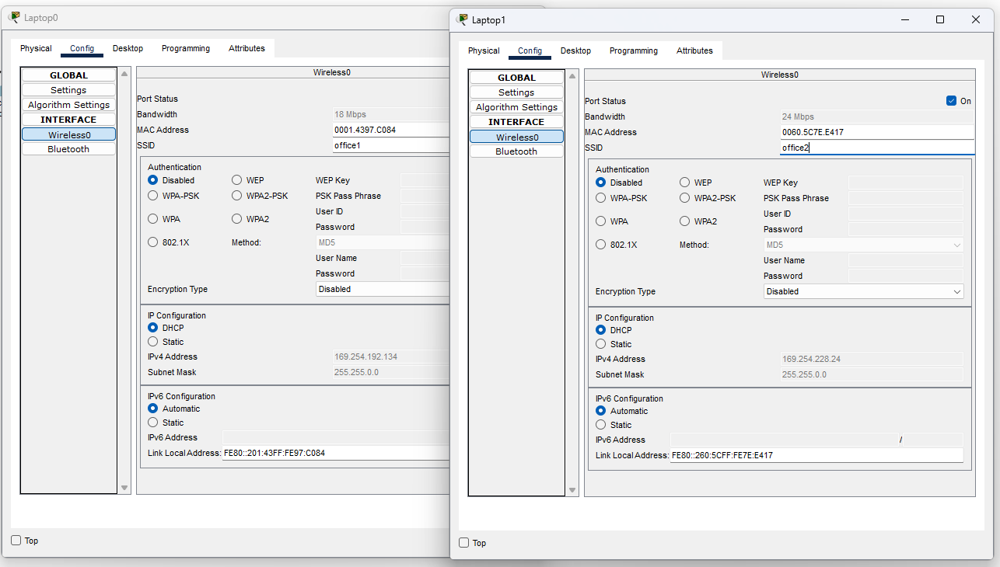 Laptop0
Physical Config Desktop Programming Attributes
GLOBAL
Settings
Algorithm Settings
INTERFACE
Wireless0
Bluetooth
Wireless0
Port Status
Bandwidth 18 Mbps
MAC Address 0001.4397.C084
SSID office1
Authentication
Disabled WEP WEP Key
WPA-PSK WPA2-PSK PSK Pass Phrase
User ID
WPA WPA2
Password
802.1X Method: MD5
User Name
Password
Encryption Type Disabled
IP Configuration
DHCP
Static
IPv4 Address 169.254.192.134
Subnet Mask 255.255.0.0
IPv6 Configuration
Automatic
Static
IPv6 Address
Link Local Address: FE80::201:43FF:FE97:C084
Top
Laptop1
Physical Config Desktop Programming Attributes
GLOBAL
Settings
Algorithm Settings
INTERFACE
Wireless0
Bluetooth
Wireless0
Port Status On
Bandwidth 24 Mbps
MAC Address 0060.5C7E.E417
SSID office2
Authentication
Disabled WEP WEP Key
WPA-PSK WPA2-PSK PSK Pass Phrase
User ID
WPA WPA2
Password
802.1X Method: MD5
User Name
Password
Encryption Type Disabled
IP Configuration
DHCP
Static
IPv4 Address 169.254.228.24
Subnet Mask 255.255.0.0
IPv6 Configuration
Automatic
Static
IPv6 Address /
Link Local Address: FE80::260:5CFF:FE7E:E417
Top